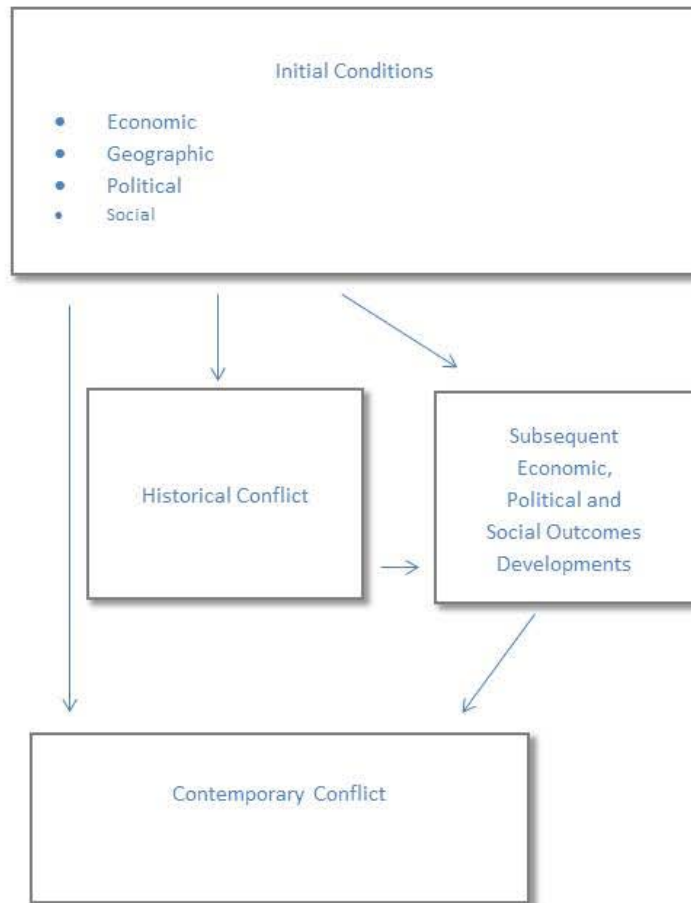 Initial Conditions
• Economic
• Geographic
• Political
• Social
Historical Conflict
Subsequent
Economic,
Political and
Social Outcomes
Developments
Contemporary Conflict